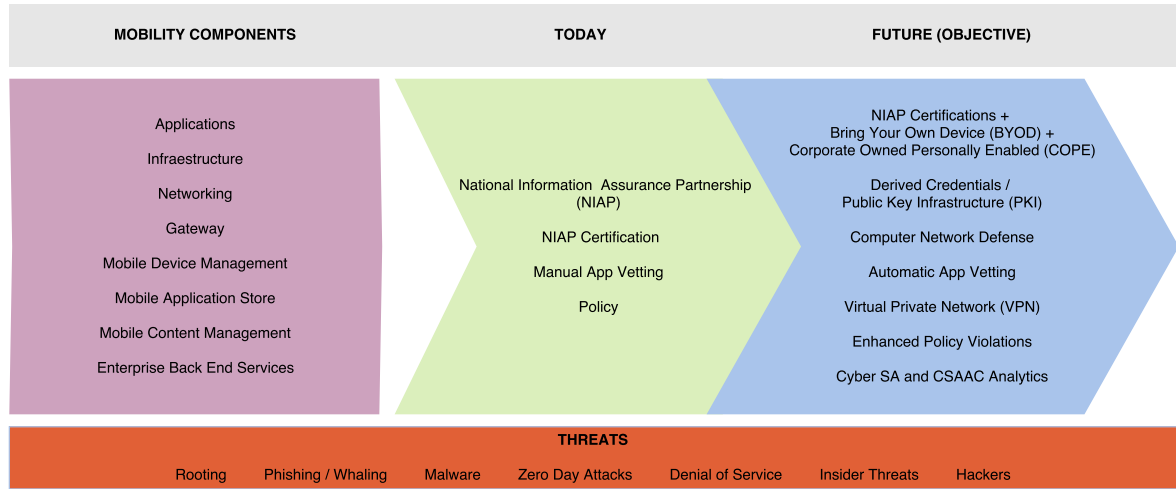 MOBILITY COMPONENTS
TODAY
FUTURE (OBJECTIVE)
Applications
Infraestructure
Networking
Gateway
Mobile Device Management
Mobile Application Store
Mobile Content Management
Enterprise Back End Services
National Information  Assurance Partnership
(NIAP)
NIAP Certification
Manual App Vetting
Policy
NIAP Certifications +
Bring Your Own Device (BYOD) +
Corporate Owned Personally Enabled (COPE)
Derived Credentials /
Public Key Infrastructure (PKI)
Computer Network Defense
Automatic App Vetting
Virtual Private Network (VPN)
Enhanced Policy Violations
Cyber SA and CSAAC Analytics
THREATS
Rooting Phishing / Whaling Malware Zero Day Attacks Denial of Service Insider Threats Hackers